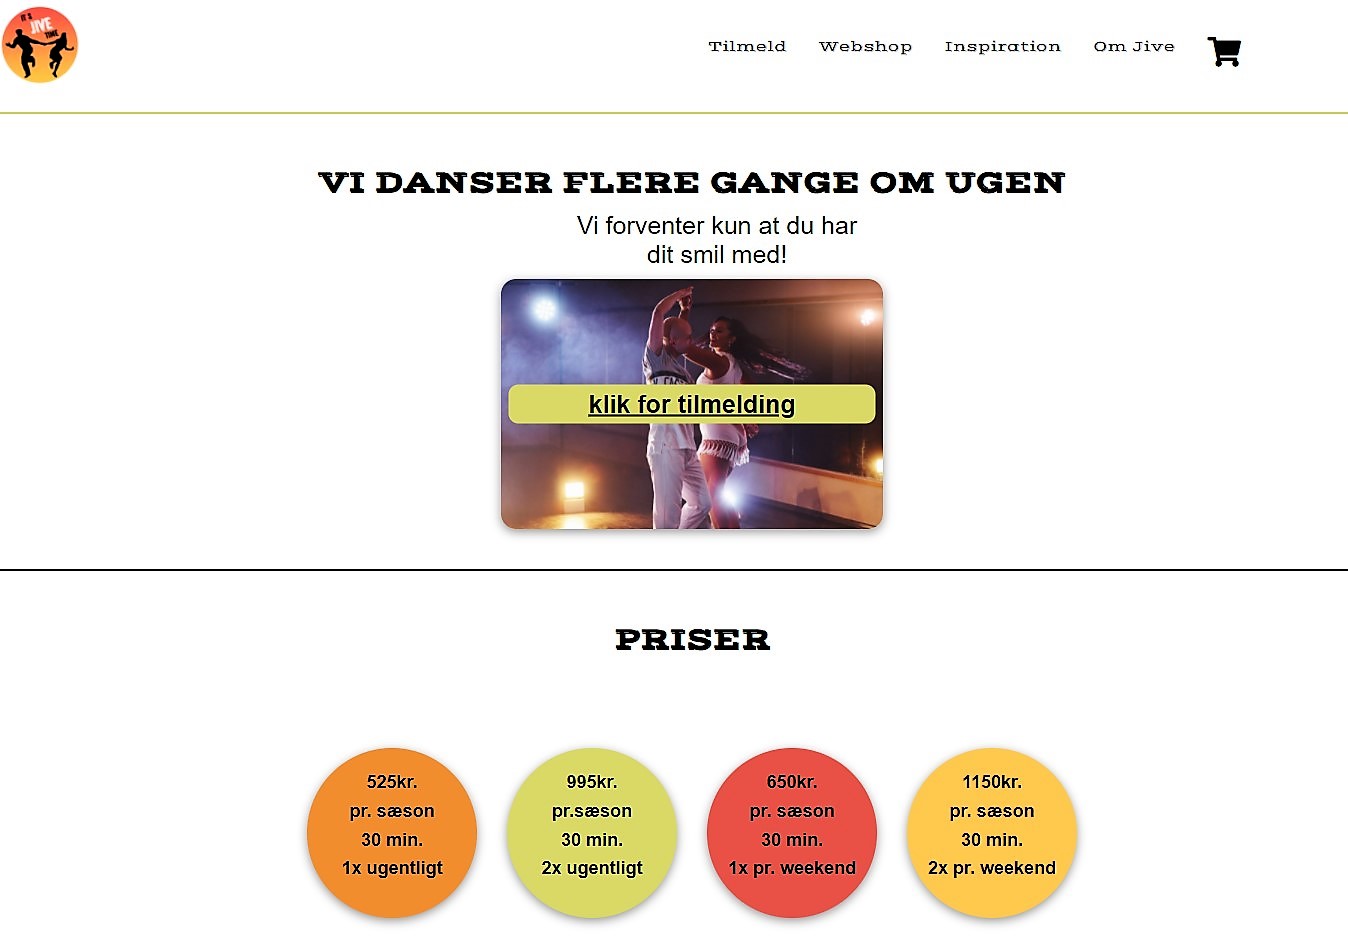 IT'S
JIVE
TIME
Tilmeld Webshop Inspiration Om Jive
VI DANSER FLERE GANGE OM UGEN
Vi forventer kun at du har
dit smil med!
klik for tilmelding
PRISER
525kr.
pr. sæson
30 min.
1x ugentligt
995kr.
pr.sæson
30 min.
2x ugentligt
650kr.
pr. sæson
30 min.
1x pr. weekend
1150kr.
pr. sæson
30 min.
2x pr. weekend